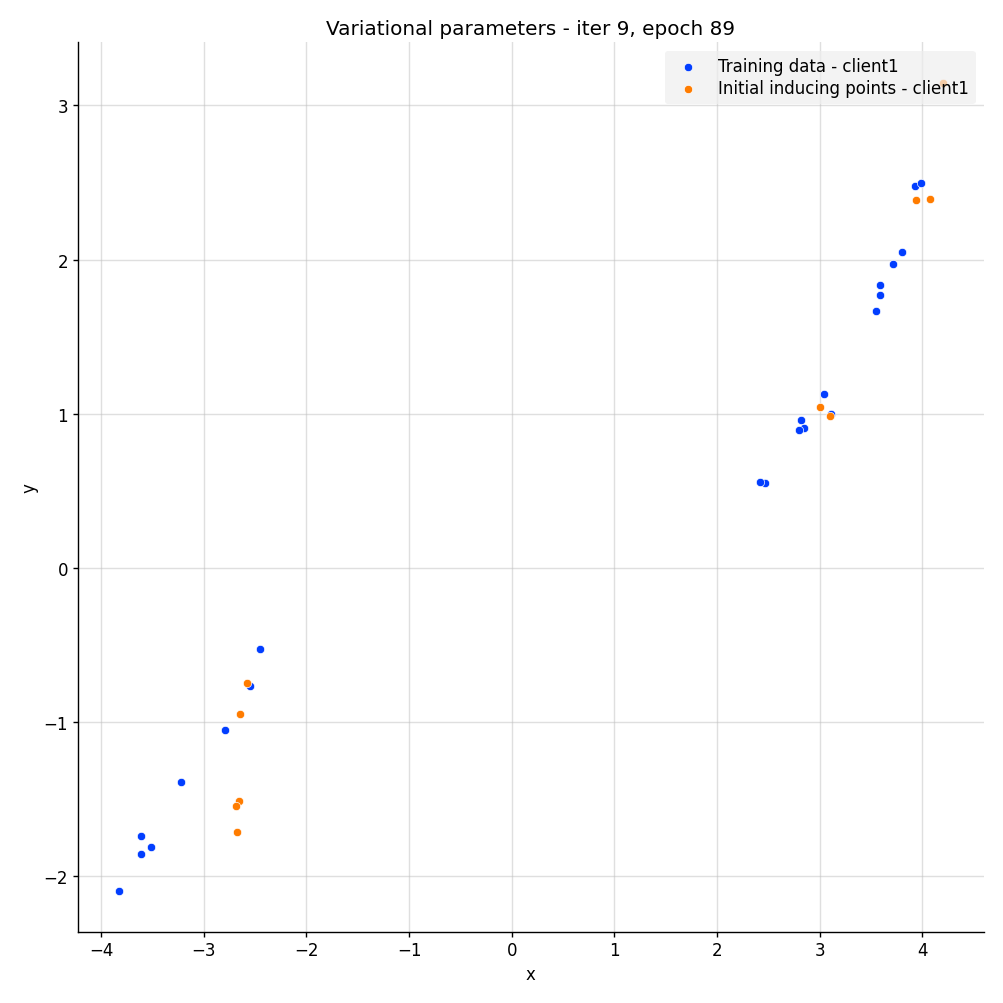 Variational parameters - iter 9, epoch 89
Training data - client1
Initial inducing points - client1
3
2
1
0
−1
−2
y
−4 −3 −2 −1 0 1 2 3 4
x